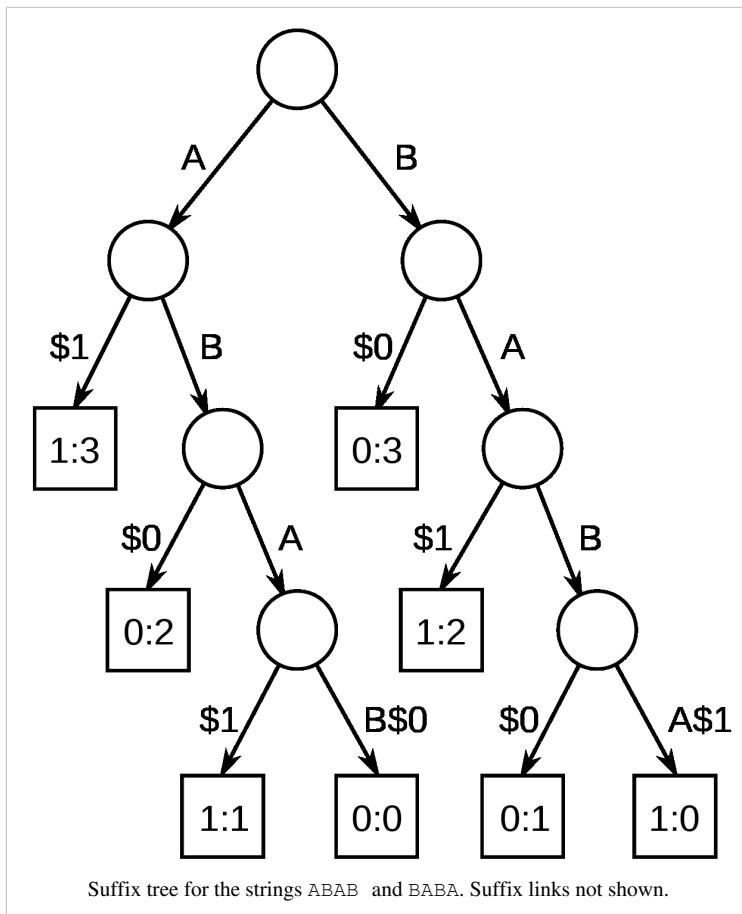 A B
$1 B $0 A
1:3 0:3
$0 A $1 B
0:2 1:2
$1 B$0 $0 A$1
1:1 0:0 0:1 1:0
Suffix tree for the strings ABAB and BABA. Suffix links not shown.